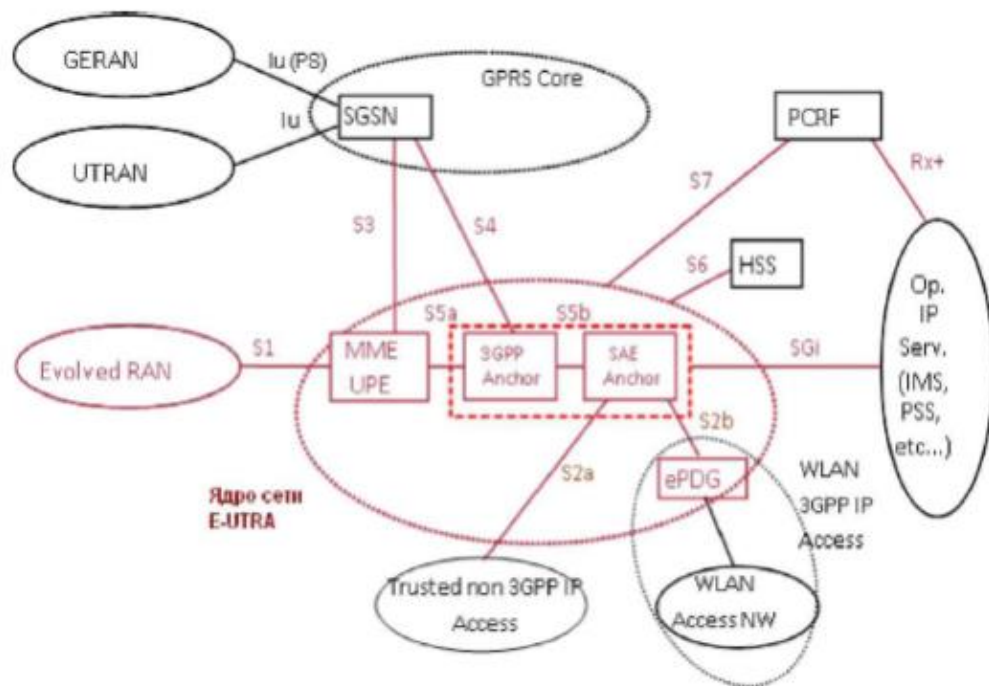 GERAN
Iu (PS)
GPRS Core
SGSN
Iu
UTRAN
PCRF
Rx+
S7
S3
S4
S6
HSS
Op.
IP
Serv.
(IMS,
PSS,
etc...)
S5a
S5b
S1
MME
UPE
3GPP
Anchor
SAE
Anchor
SGi
Evolved RAN
S2b
S2a
ePDG
WLAN
3GPP IP
Access
Ядро сети
E-UTRA
Trusted non 3GPP IP
Access
WLAN
Access NW